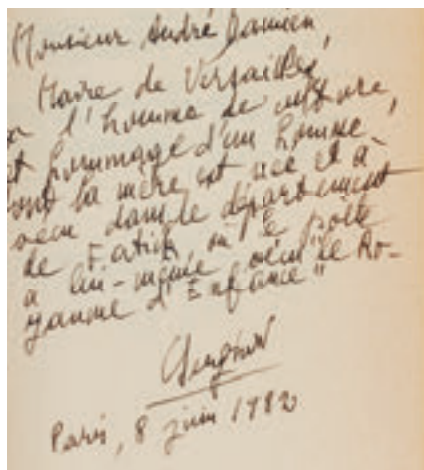 Monsieur André Damien,
Maire de Versailles,
l'homme de culture,
hommage d'un homme
dont la mère est née et a
vécu dans le département
de Fatick, où le poète
a lui-même vécu "le Ro-
yaume d'Enfance"
Paris, 8 juin 1982